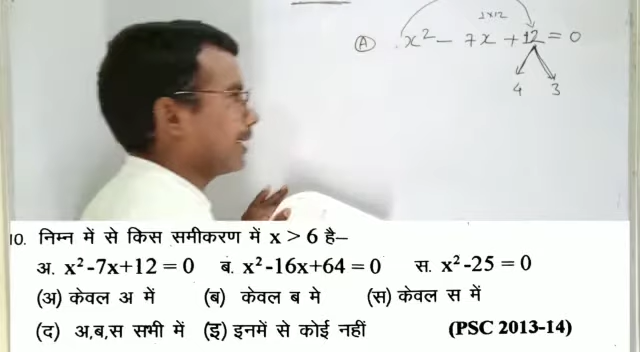 1×12
(A) x² - 7x + 12 = 0
4 3
10. निम्न में से किस समीकरण में x > 6 है–
अ. x²-7x+12 = 0 ब. x²-16x+64 = 0 स. x²-25 = 0
(अ) केवल अ में (ब) केवल ब मे (स) केवल स में
(द) अ,ब,स सभी में (इ) इनमें से कोई नहीं (PSC 2013-14)